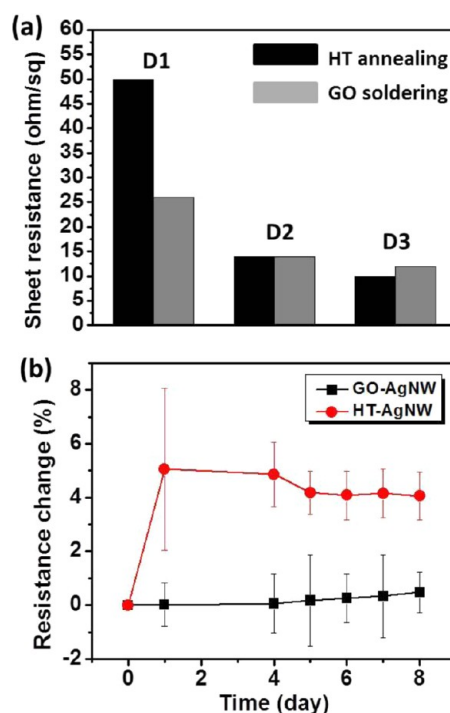 (a)
60
55
50
45
40
35
30
25
20
15
10
5
0
Sheet resistance (ohm/sq)
HT annealing
GO soldering
D1
D2
D3
(b)
8
6
4
2
0
-2
Resistance change (%)
GO-AgNW
HT-AgNW
0 2 4 6 8
Time (day)